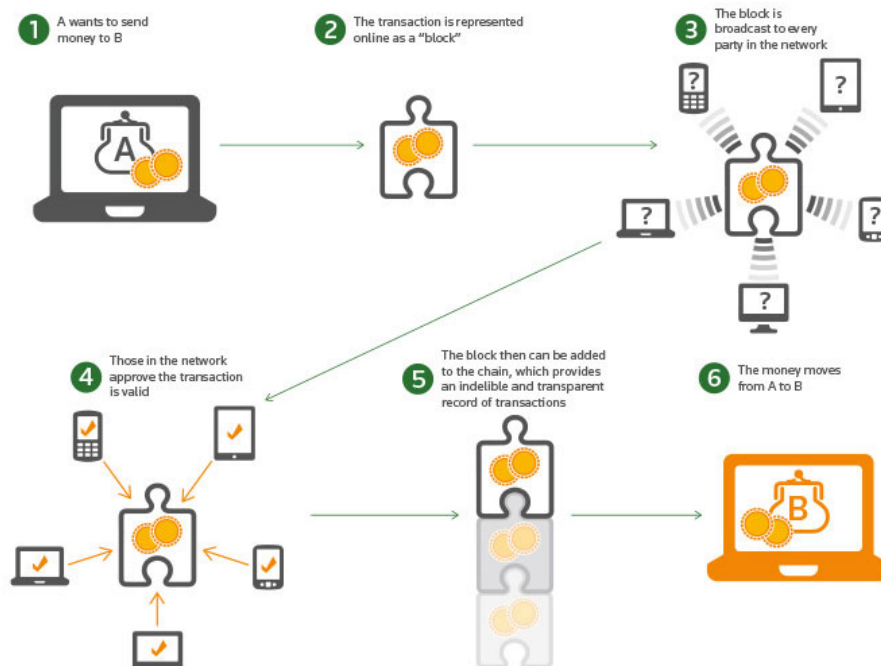 1
A wants to send
money to B
2
The transaction is represented
online as a “block”
3
The block is
broadcast to every
party in the network
A
?
?
?
?
?
4
Those in the network
approve the transaction
is valid
5
The block then can be added
to the chain, which provides
an indelible and transparent
record of transactions
6
The money moves
from A to B
B